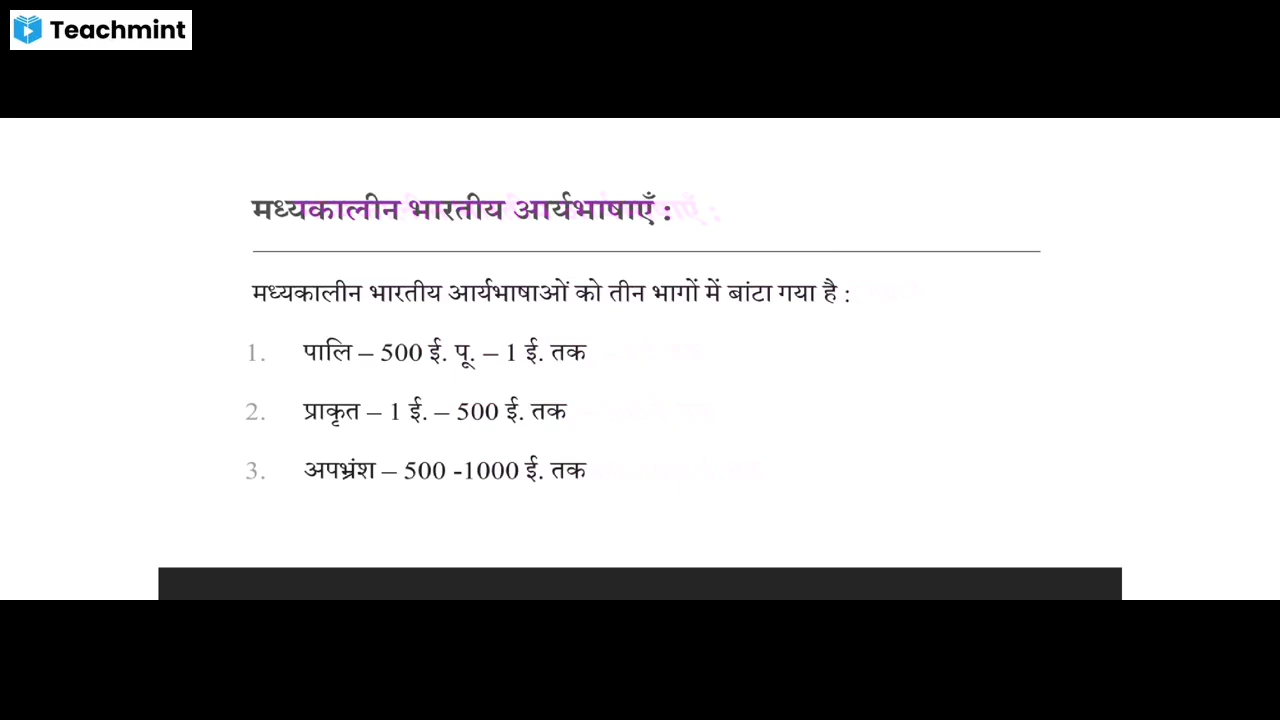 Teachmint
मध्यकालीन भारतीय आर्यभाषाएँ :
मध्यकालीन भारतीय आर्यभाषाओं को तीन भागों में बांटा गया है :
1. पालि – 500 ई. पू. – 1 ई. तक
2. प्राकृत – 1 ई. – 500 ई. तक
3. अपभ्रंश – 500 -1000 ई. तक